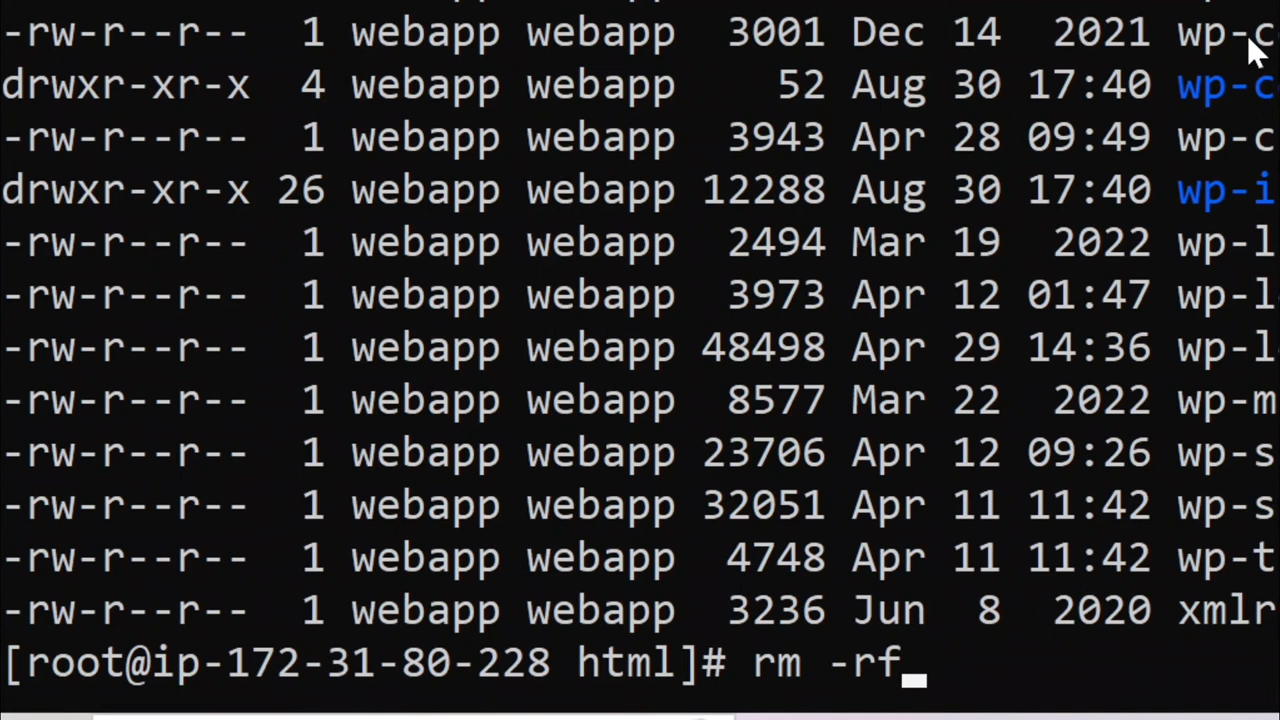 -rw-r--r-- 1 webapp webapp 3001 Dec 14 2021 wp-c
drwxr-xr-x 4 webapp webapp 52 Aug 30 17:40 wp-c
-rw-r--r-- 1 webapp webapp 3943 Apr 28 09:49 wp-c
drwxr-xr-x 26 webapp webapp 12288 Aug 30 17:40 wp-i
-rw-r--r-- 1 webapp webapp 2494 Mar 19 2022 wp-l
-rw-r--r-- 1 webapp webapp 3973 Apr 12 01:47 wp-l
-rw-r--r-- 1 webapp webapp 48498 Apr 29 14:36 wp-l
-rw-r--r-- 1 webapp webapp 8577 Mar 22 2022 wp-m
-rw-r--r-- 1 webapp webapp 23706 Apr 12 09:26 wp-s
-rw-r--r-- 1 webapp webapp 32051 Apr 11 11:42 wp-s
-rw-r--r-- 1 webapp webapp 4748 Apr 11 11:42 wp-t
-rw-r--r-- 1 webapp webapp 3236 Jun 8 2020 xmlr
[root@ip-172-31-80-228 html]# rm -rf